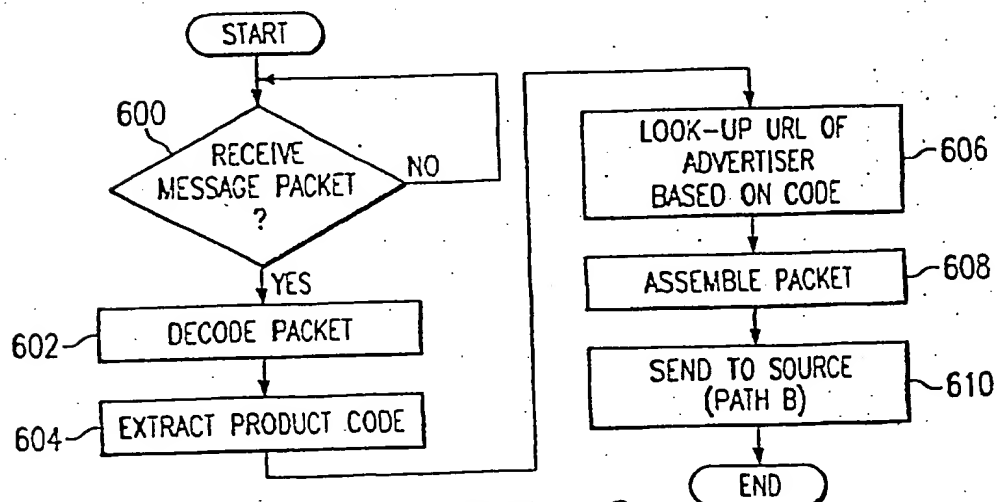 START
600
RECEIVE
MESSAGE PACKET
?
NO
YES
602
DECODE PACKET
604
EXTRACT PRODUCT CODE
LOOK-UP URL OF
ADVERTISER
BASED ON CODE
606
ASSEMBLE PACKET
608
SEND TO SOURCE
(PATH B)
610
END